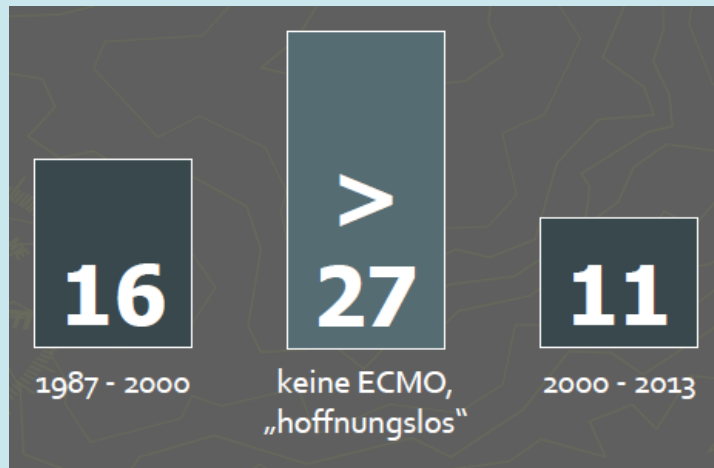 16
>
27
11
1987 - 2000
keine ECMO,
„hoffnungslos“
2000 - 2013